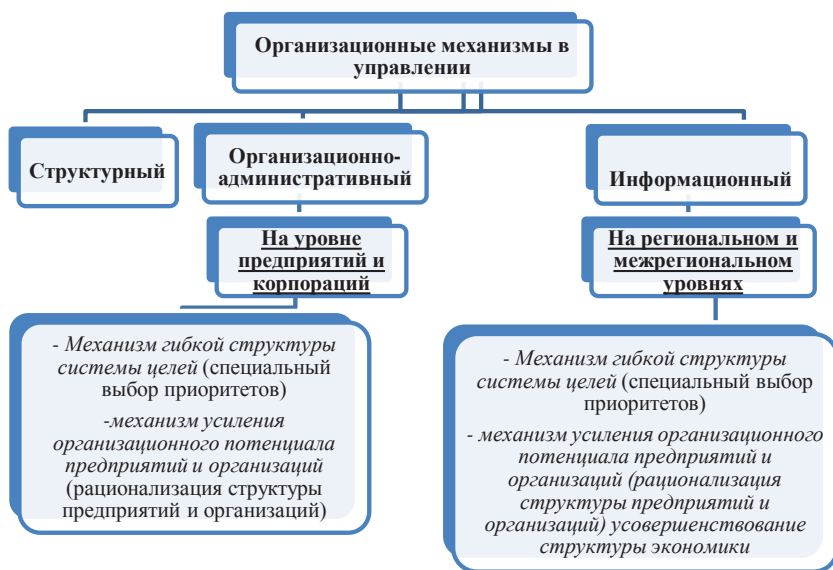 Организационные механизмы в
управлении
Структурный
Организационно-
административный
Информационный
На уровне
предприятий и
корпораций
На региональном и
межрегиональном
уровнях
- Механизм гибкой структуры
системы целей (специальный
выбор приоритетов)
-механизм усиления
организационного потенциала
предприятий и организаций
(рационализация структуры
предприятий и организаций)
- Механизм гибкой структуры
системы целей (специальный выбор
приоритетов)
- механизм усиления организационного
потенциала предприятий и
организаций (рационализация
структуры предприятий и
организаций) усовершенствование
структуры экономики